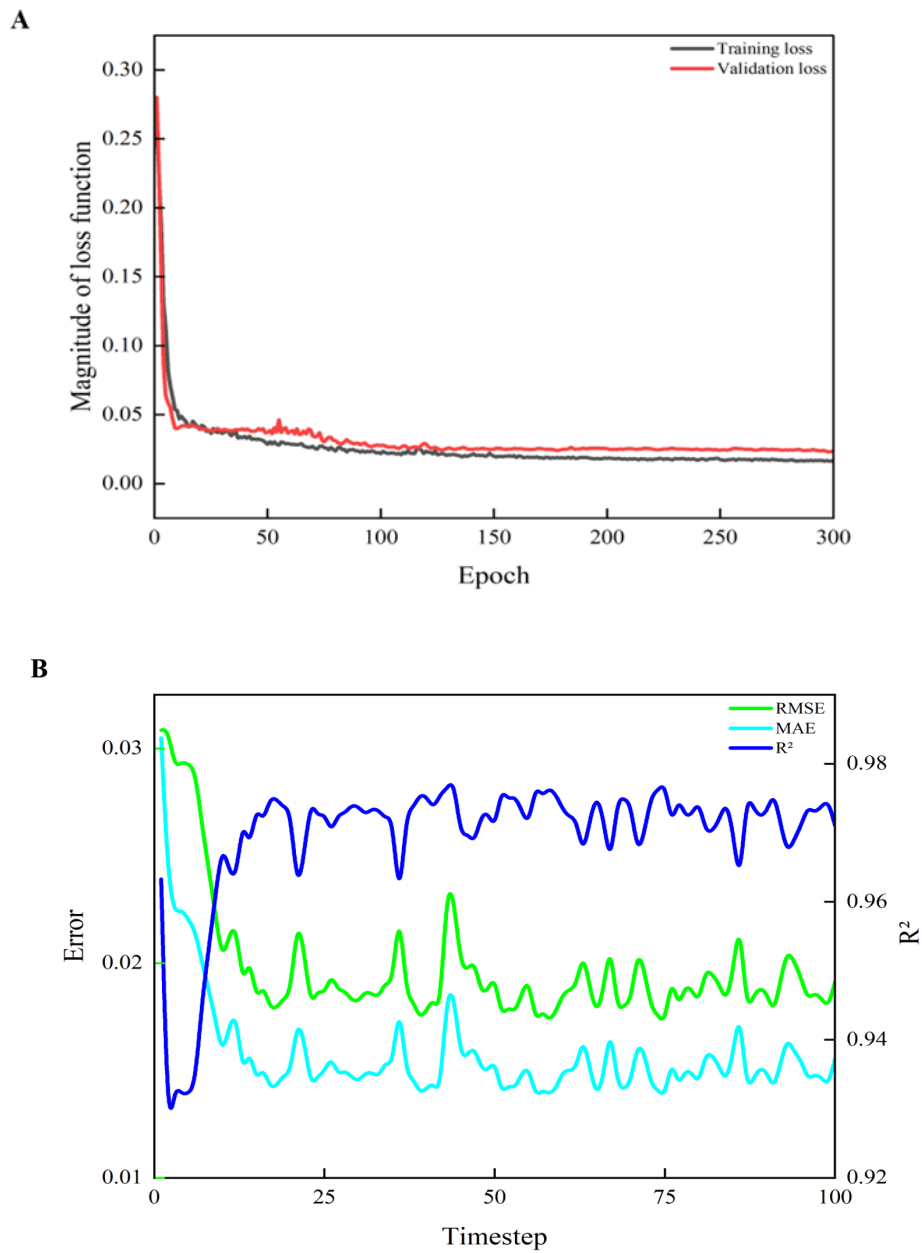 A
Training loss
Validation loss
0.30
0.25
0.20
0.15
0.10
0.05
0.00
Magnitude of loss function
0 50 100 150 200 250 300
Epoch
B
RMSE
MAE
R²
0.03
0.02
0.01
Error
0.98
0.96
0.94
0.92
R²
0 25 50 75 100
Timestep